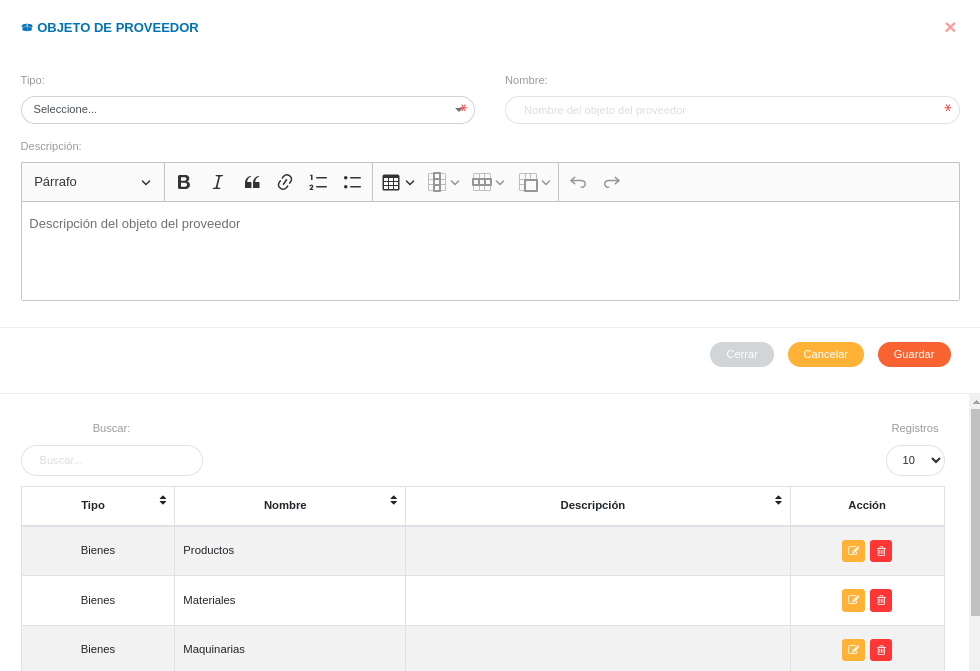 OBJETO DE PROVEEDOR
Tipo: Nombre:
Seleccione... * Nombre del objeto del proveedor *
Descripción:
Párrafo
Descripción del objeto del proveedor
Cerrar Cancelar Guardar
Buscar: Registros
Buscar... 10
Tipo Nombre Descripción Acción
Bienes Productos
Bienes Materiales
Bienes Maquinarias